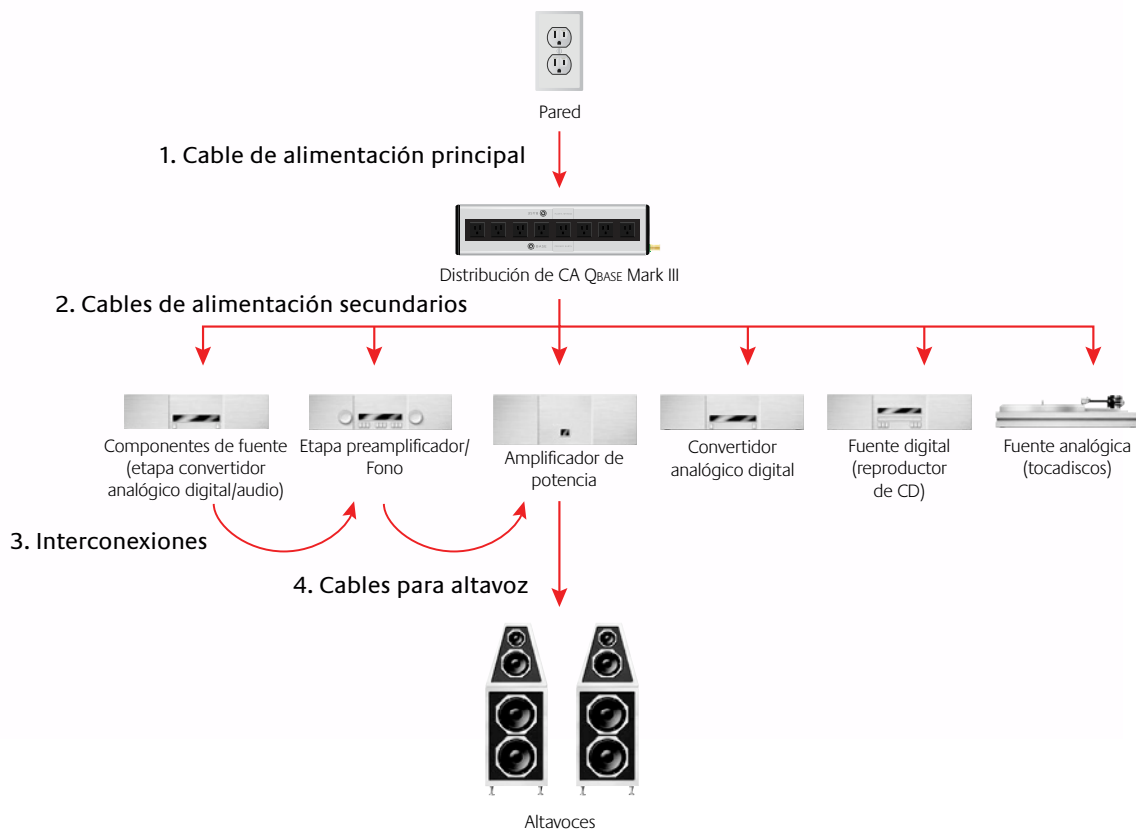 Pared
1. Cable de alimentación principal
Distribución de CA QBASE Mark III
2. Cables de alimentación secundarios
Componentes de fuente
(etapa convertidor
analógico digital/audio)
Etapa preamplificador/
Fono
Amplificador de
potencia
Convertidor
analógico digital
Fuente digital
(reproductor
de CD)
Fuente analógica
(tocadiscos)
3. Interconexiones
4. Cables para altavoz
Altavoces